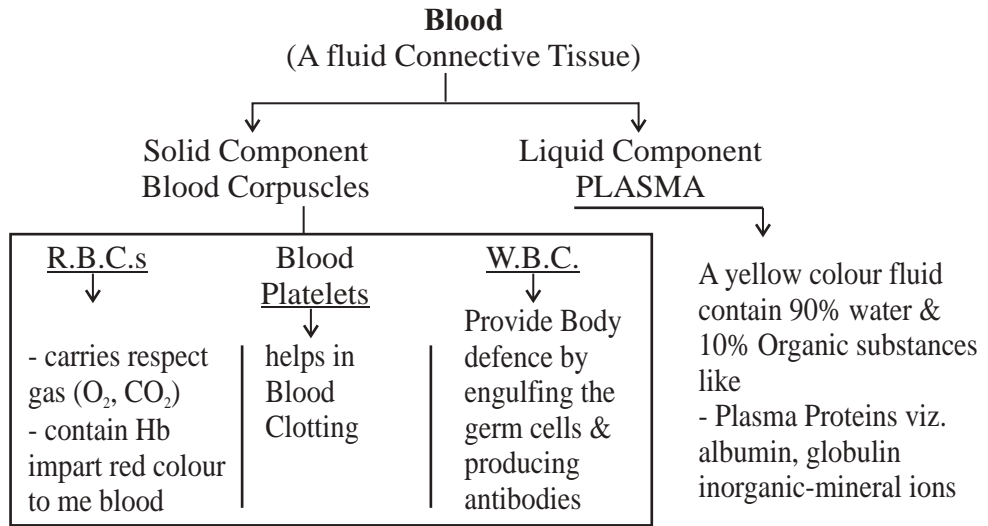 Blood
(A fluid Connective Tissue)
Solid Component
Blood Corpuscles
Liquid Component
PLASMA
R.B.C.s
- carries respect
gas (O₂, CO₂)
- contain Hb
impart red colour
to me blood
Blood
Platelets
helps in
Blood
Clotting
W.B.C.
Provide Body
defence by
engulfing the
germ cells &
producing
antibodies
A yellow colour fluid
contain 90% water &
10% Organic substances
like
- Plasma Proteins viz.
albumin, globulin
inorganic-mineral ions